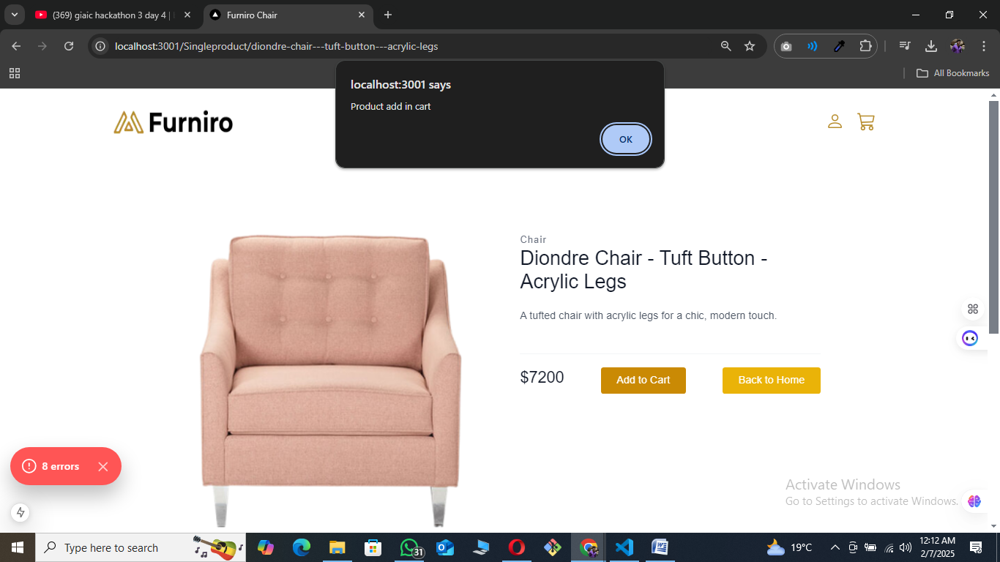 (369) giaic hackathon 3 day 4 |
Furniro Chair
localhost:3001/Singleproduct/diondre-chair---tuft-button---acrylic-legs
All Bookmarks
localhost:3001 says
Product add in cart
OK
Furniro
Chair
Diondre Chair - Tuft Button -
Acrylic Legs
A tufted chair with acrylic legs for a chic, modern touch.
$7200
Add to Cart
Back to Home
8 errors
Activate Windows
Go to Settings to activate Windows.
Type here to search
31
19°C
12:12 AM
2/7/2025